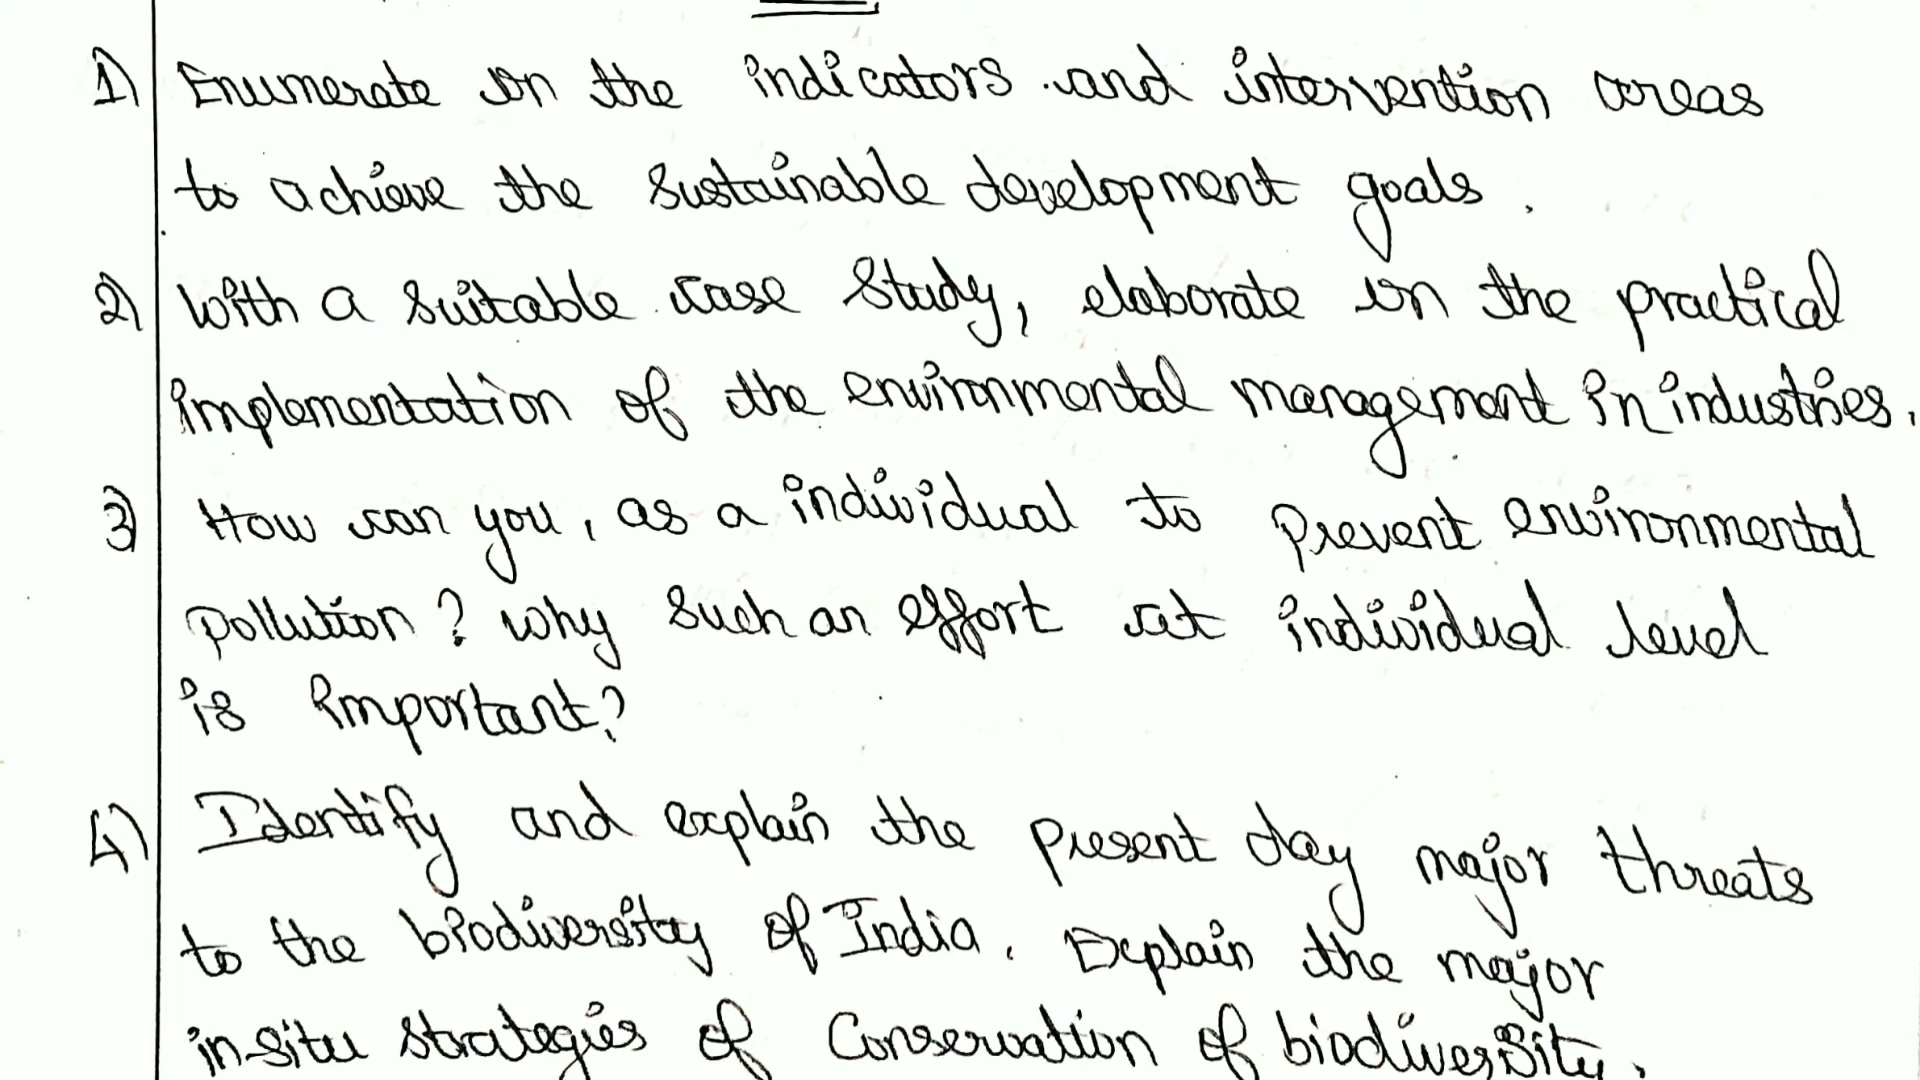 1) Enumerate on the indicators and intervention areas
to achieve the sustainable development goals.
2) With a suitable case study, elaborate on the practical
implementation of the environmental management in industries.
3) How can you, as a individual to prevent environmental
pollution? why such an effort at individual level
is important?
4) Identify and explain the present day major threats
to the biodiversity of India. Explain the major
in-situ strategies of conservation of biodiversity.